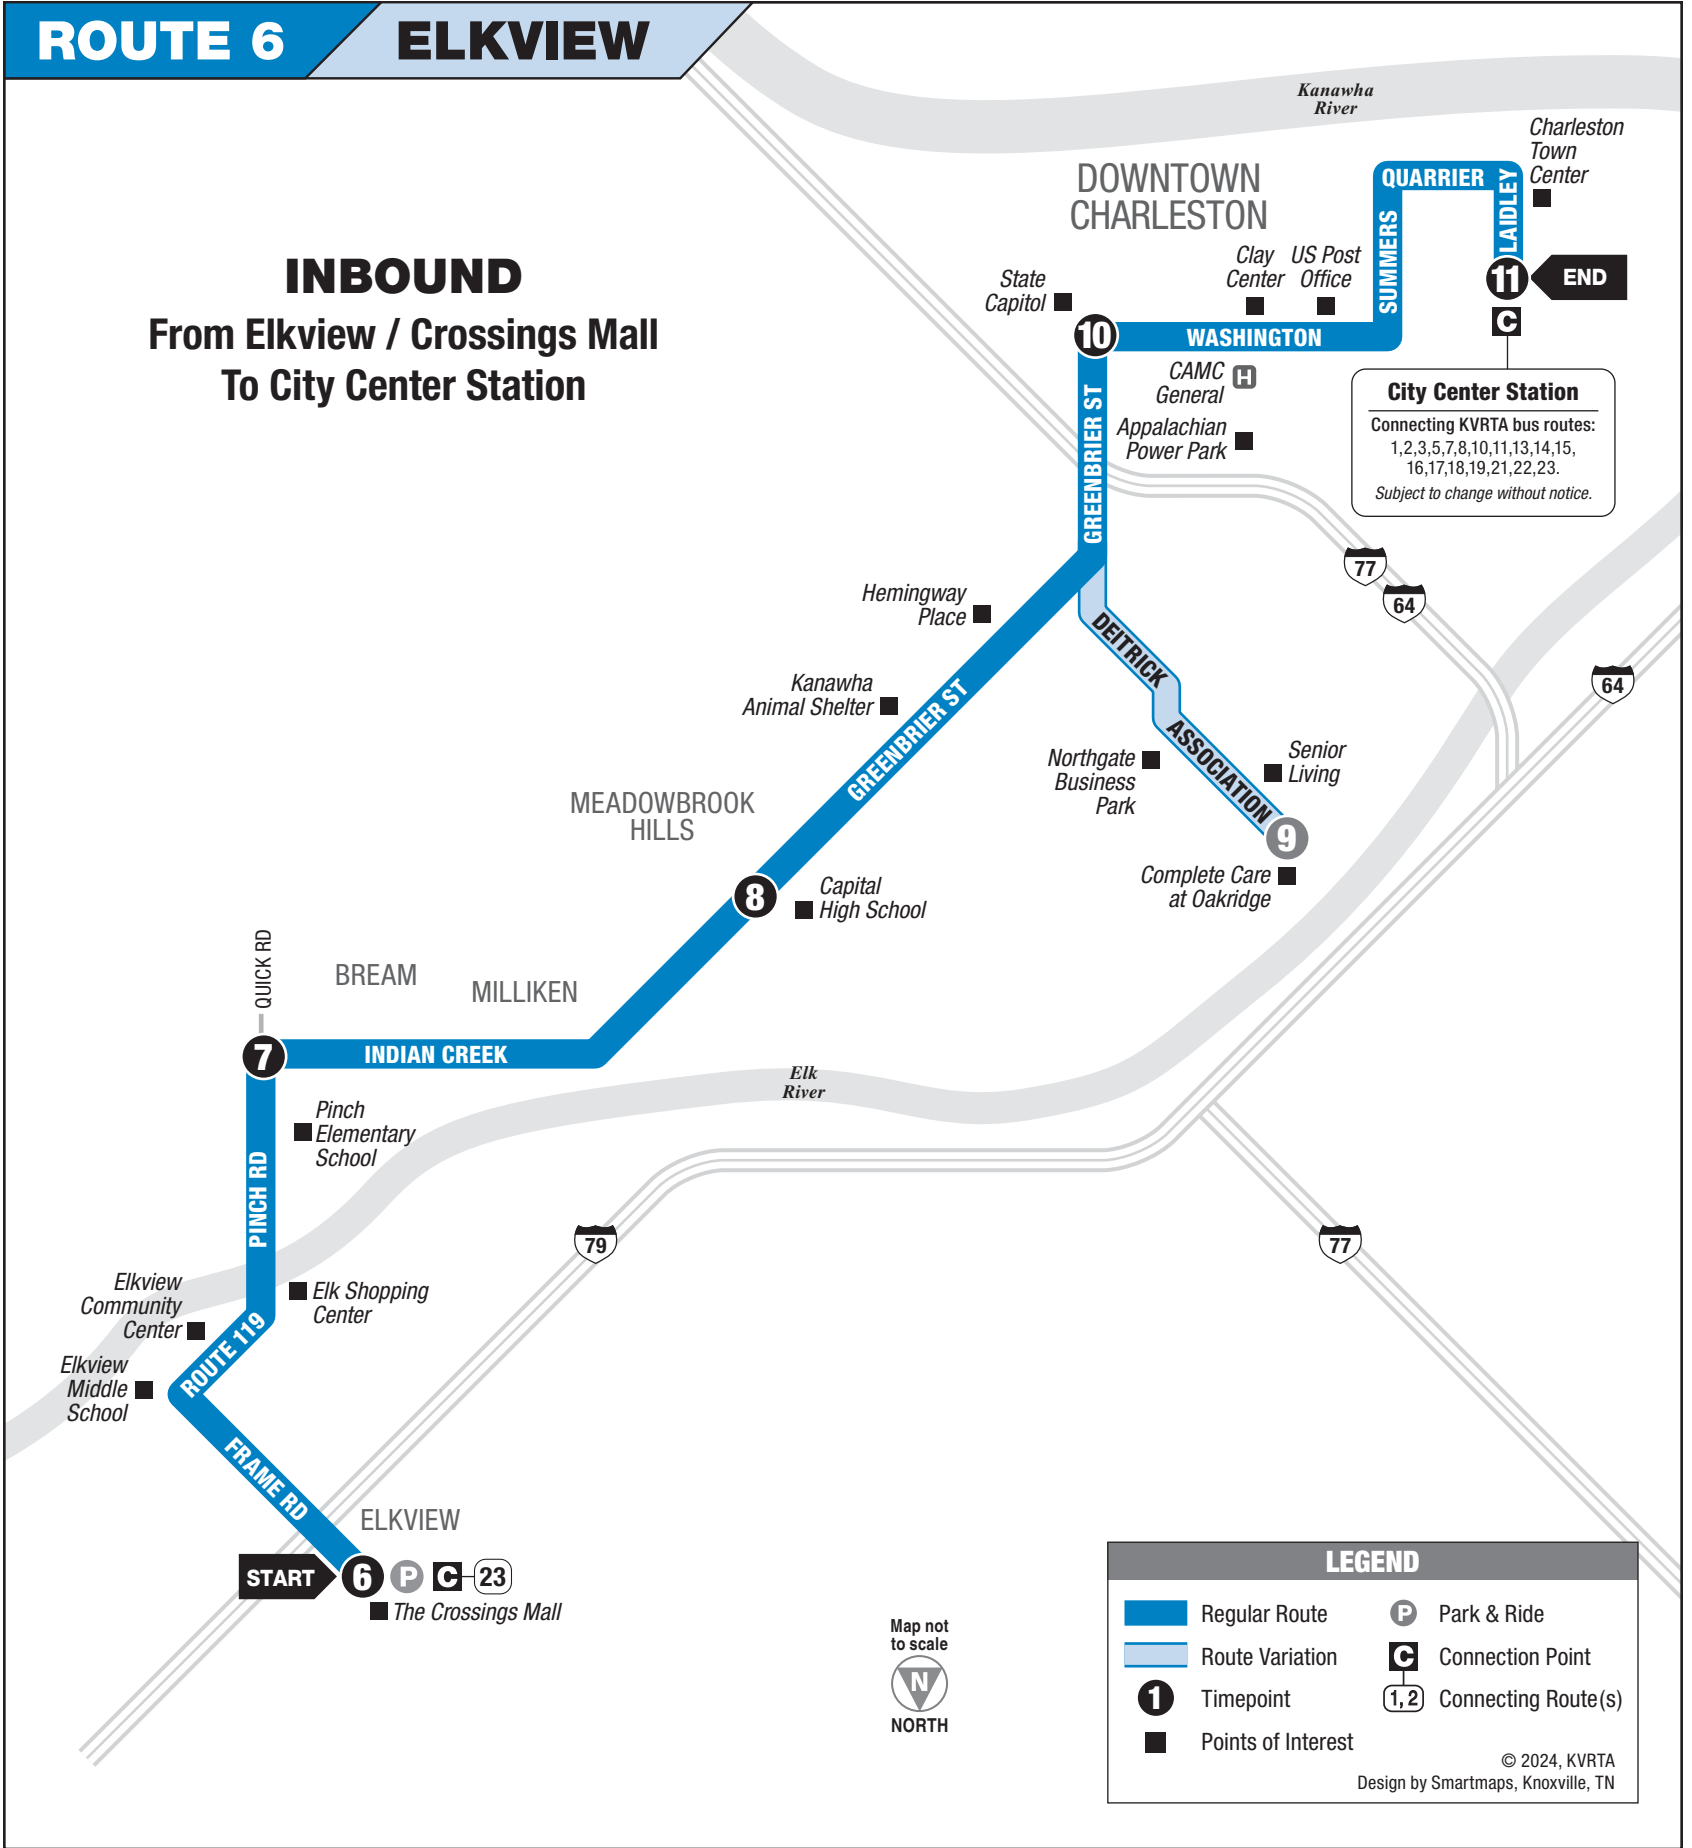 ROUTE 6
ELKVIEW
Kanawha
River
Charleston
Town
Center
QUARRIER
LAIDLEY
SUMMERS
DOWNTOWN
CHARLESTON
INBOUND
From Elkview / Crossings Mall
To City Center Station
State
Capitol
Clay
Center
US Post
Office
11
END
C
10
WASHINGTON
CAMC
General
H
Appalachian
Power Park
GREENBRIER ST
City Center Station
Connecting KVRTA bus routes:
1,2,3,5,7,8,10,11,13,14,15,
16,17,18,19,21,22,23.
Subject to change without notice.
77
64
64
Hemingway
Place
DEITRICK
Kanawha
Animal Shelter
GREENBRIER ST
ASSOCIATION
Northgate
Business
Park
Senior
Living
9
Complete Care
at Oakridge
MEADOWBROOK
HILLS
8
Capital
High School
QUICK RD
BREAM
MILLIKEN
7
INDIAN CREEK
Elk
River
Pinch
Elementary
School
PINCH RD
79
77
Elkview
Community
Center
Elk Shopping
Center
ROUTE 119
Elkview
Middle
School
FRAME RD
ELKVIEW
START
6
P
C
23
The Crossings Mall
Map not
to scale
N
NORTH
LEGEND
Regular Route
P
Park & Ride
Route Variation
C
Connection Point
1
Timepoint
1, 2
Connecting Route(s)
Points of Interest
© 2024, KVRTA
Design by Smartmaps, Knoxville, TN